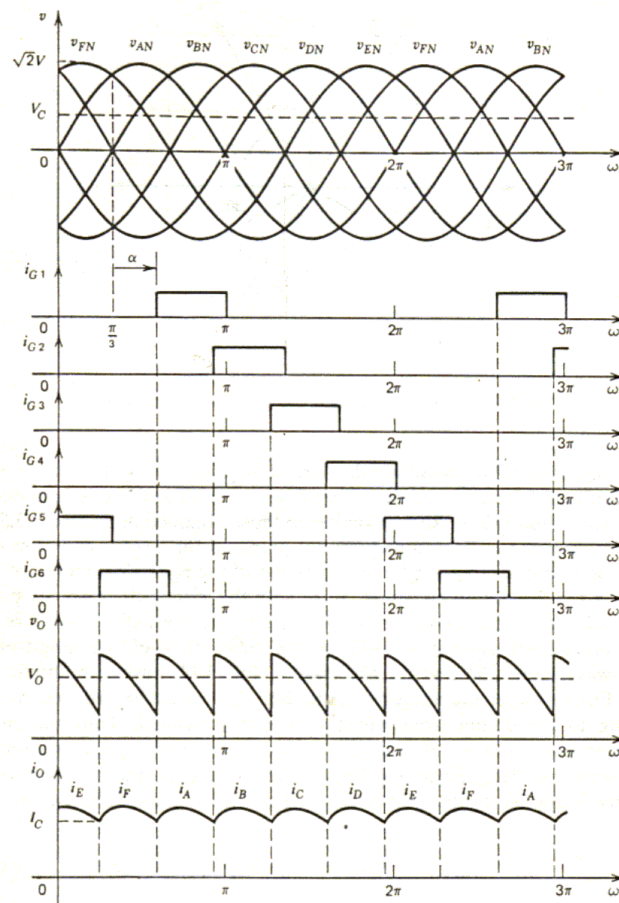 v
v_FN v_AN v_BN v_CN v_DN v_EN v_FN v_AN v_BN
√2V
V_C
0 π 2π 3π ω
α
i_G1
0 π/3 π 2π 3π ω
i_G2
0 π 2π 3π ω
i_G3
0 π 2π 3π ω
i_G4
0 π 2π 3π ω
i_G5
0 π 2π 3π ω
i_G6
0 π 2π 3π ω
v_O
V_O
0 π 2π 3π ω
i_O
i_E i_F i_A i_B i_C i_D i_E i_F i_A
I_C
0 π 2π 3π ω